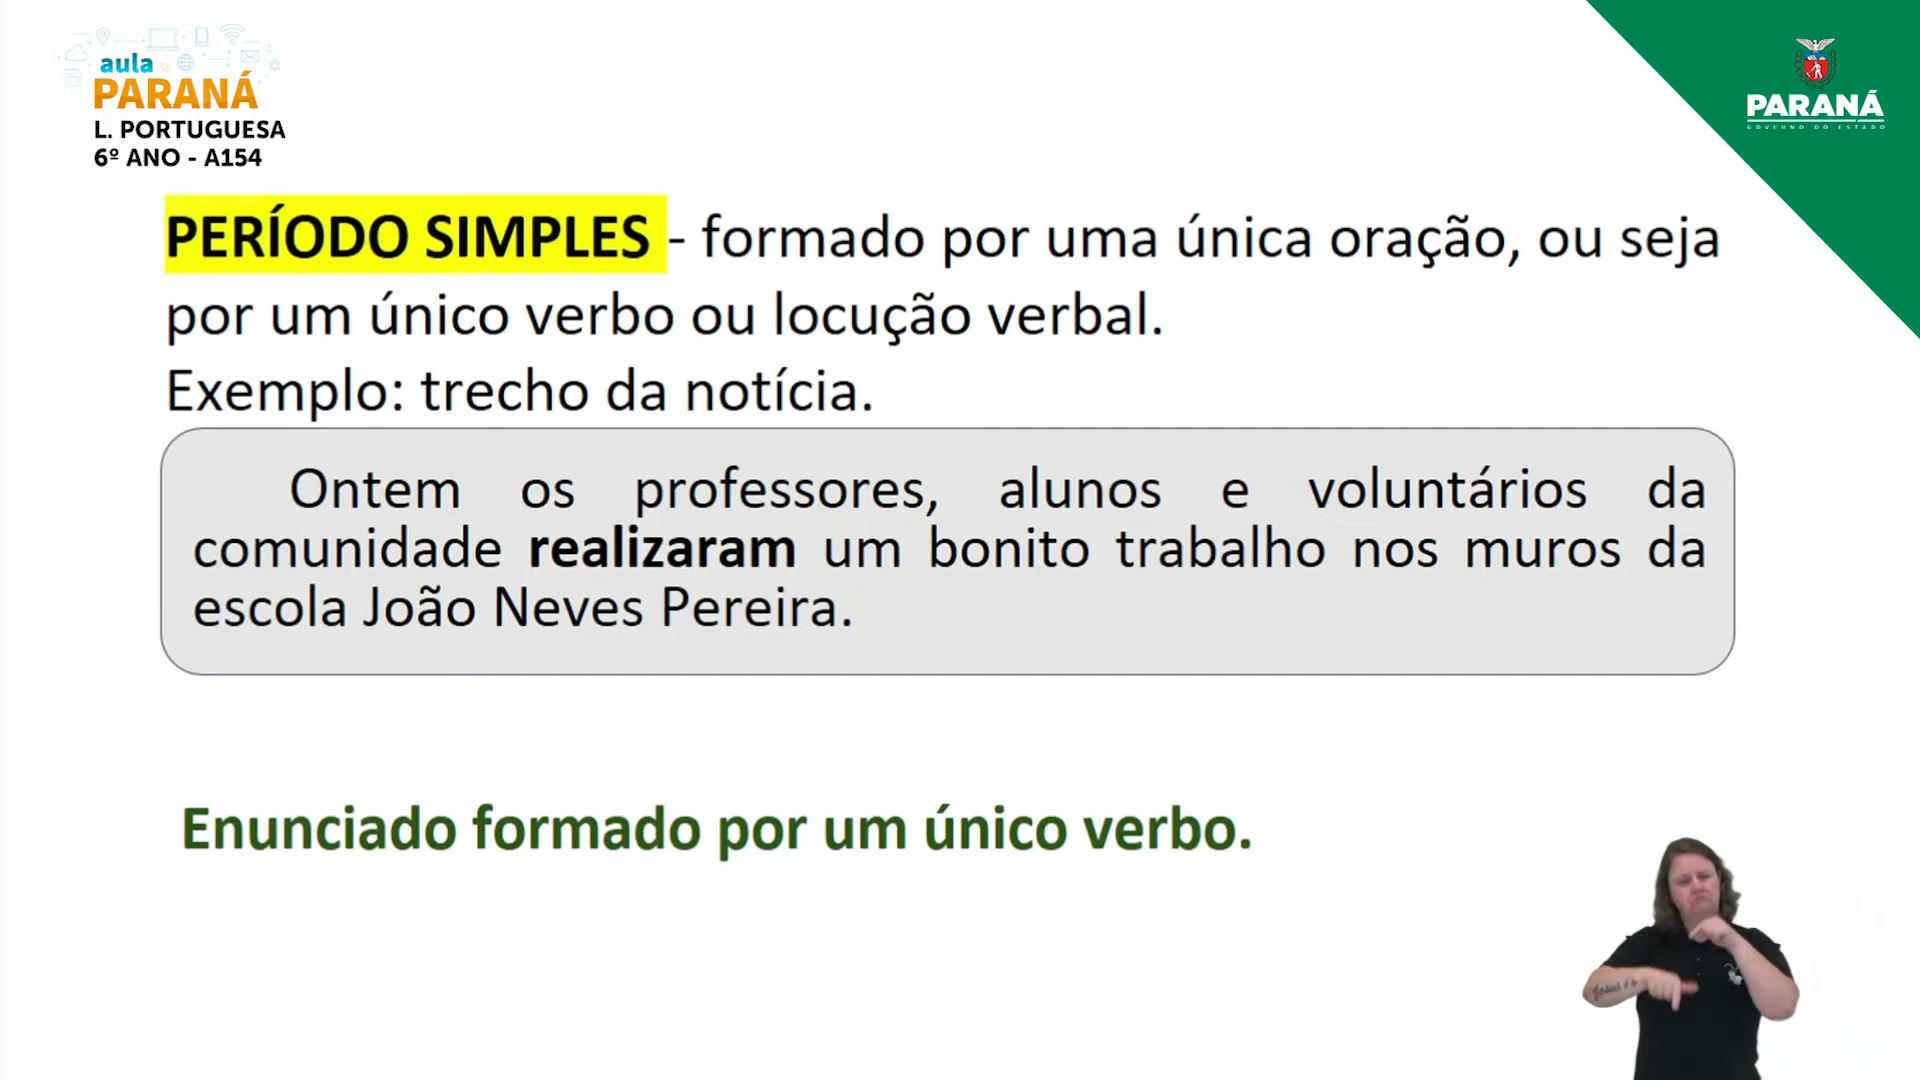 aula
PARANÁ
L. PORTUGUESA
6º ANO - A154
PARANÁ
GOVERNO DO ESTADO
PERÍODO SIMPLES - formado por uma única oração, ou seja
por um único verbo ou locução verbal.
Exemplo: trecho da notícia.
Ontem os professores, alunos e voluntários da
comunidade realizaram um bonito trabalho nos muros da
escola João Neves Pereira.
Enunciado formado por um único verbo.